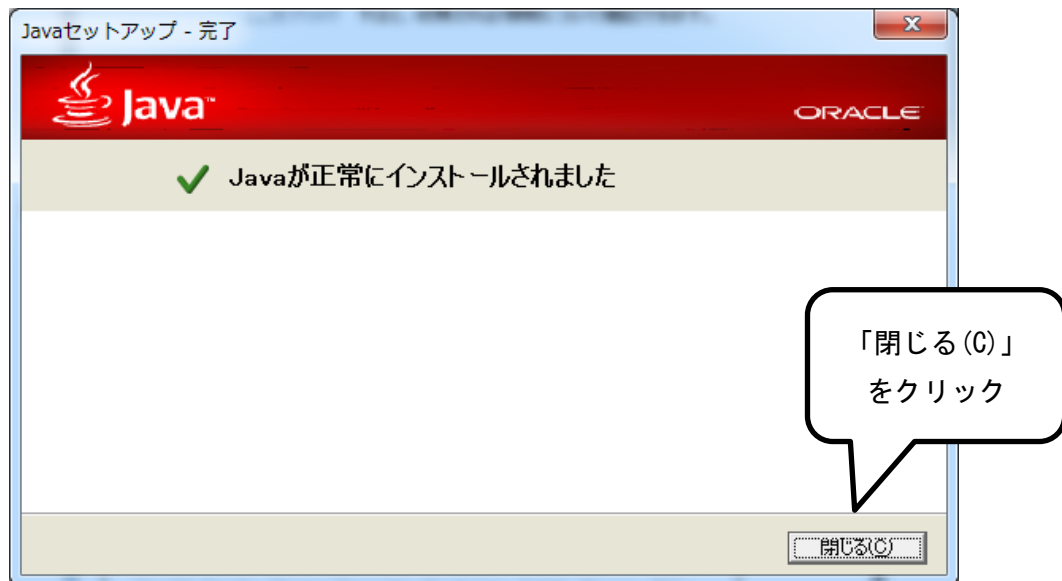 Javaセットアップ - 完了
Java™
ORACLE
Javaが正常にインストールされました
「閉じる(C)」
をクリック
閉じる(C)